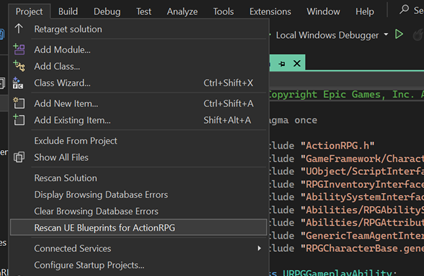 Project Build Debug Test Analyze Tools Extensions Window Help
Retarget solution
Local Windows Debugger
Add Module...
Add Class...
Class Wizard... Ctrl+Shift+X
Copyright Epic Games, Inc. A
Add New Item... Ctrl+Shift+A
agma once
Add Existing Item... Shift+Alt+A
Exclude From Project
clude "ActionRPG.h"
Show All Files
clude "GameFramework/Charac
clude "UObject/ScriptInterfa
Rescan Solution
clude "RPGInventoryInterfac
Display Browsing Database Errors
clude "AbilitySystemInterfac
Clear Browsing Database Errors
clude "Abilities/RPGAbilityS
clude "Abilities/RPGAttribut
Rescan UE Blueprints for ActionRPG
clude "GenericTeamAgentInter
Connected Services
clude "RPGCharacterBase.gene
Configure Startup Projects...
ss URPGGameplayAbility;